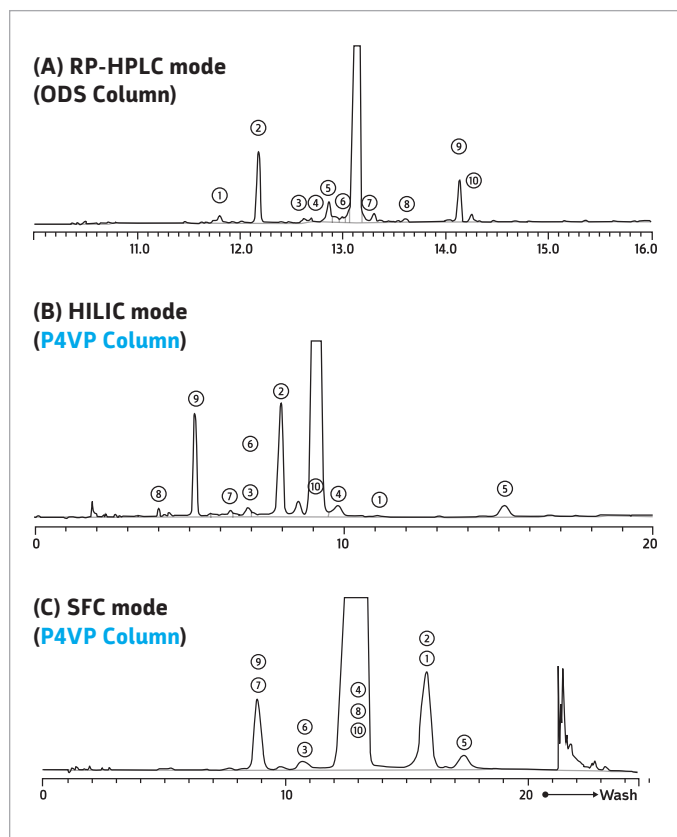 (A) RP-HPLC mode
(ODS Column)
②
⑨
⑤
⑩
①
③ ④
⑥ ⑦
⑧
11.0 12.0 13.0 14.0 15.0 16.0
(B) HILIC mode
(P4VP Column)
⑨
②
⑥
⑩
⑧
⑦ ③
④ ①
⑤
0 10 20
(C) SFC mode
(P4VP Column)
⑨
⑦
⑥
③
④
⑧
⑩
②
①
⑤
0 10 20
Wash